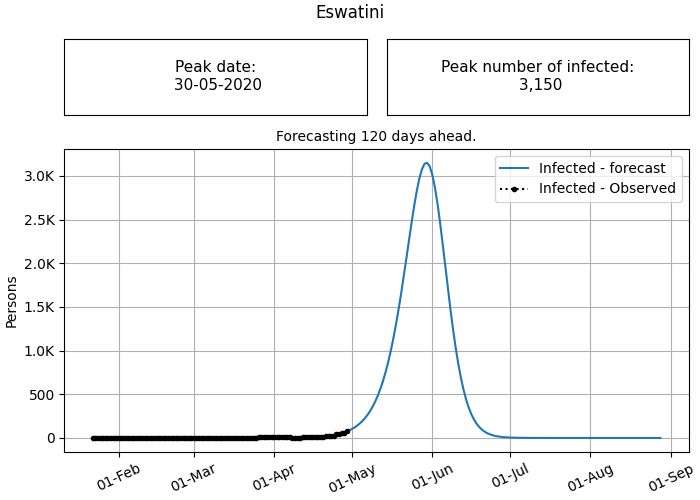 Eswatini
Peak date:
30-05-2020
Peak number of infected:
3,150
Forecasting 120 days ahead.
Infected - forecast
Infected - Observed
3.0K
2.5K
2.0K
1.5K
1.0K
500
0
Persons
01-Feb
01-Mar
01-Apr
01-May
01-Jun
01-Jul
01-Aug
01-Sep